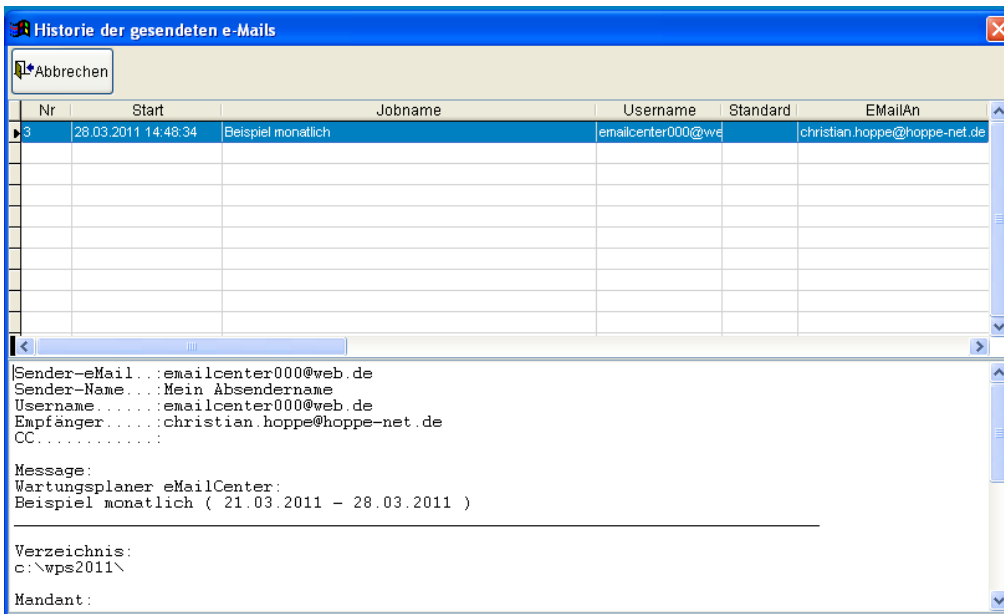 Historie der gesendeten e-Mails
Abbrechen
Nr Start Jobname Username Standard EMailAn
3 28.03.2011 14:48:34 Beispiel monatlich emailcenter000@we christian.hoppe@hoppe-net.de
Sender-eMail..:emailcenter000@web.de
Sender-Name...:Mein Absendername
Username......:emailcenter000@web.de
Empfänger.....:christian.hoppe@hoppe-net.de
CC............:
Message:
Wartungsplaner eMailCenter:
Beispiel monatlich ( 21.03.2011 - 28.03.2011 )
Verzeichnis:
c:\wps2011\
Mandant: